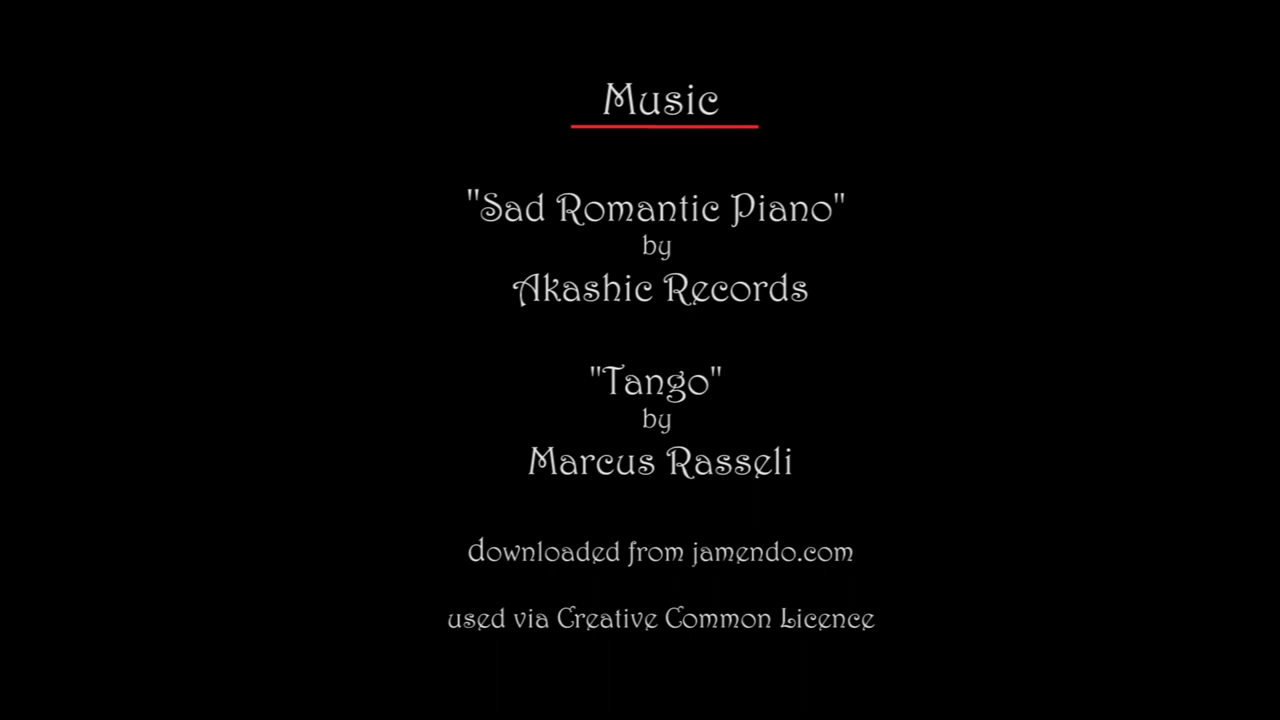 Music
"Sad Romantic Piano"
by
Akashic Records
"Tango"
by
Marcus Rasseli
downloaded from jamendo.com
used via Creative Common Licence